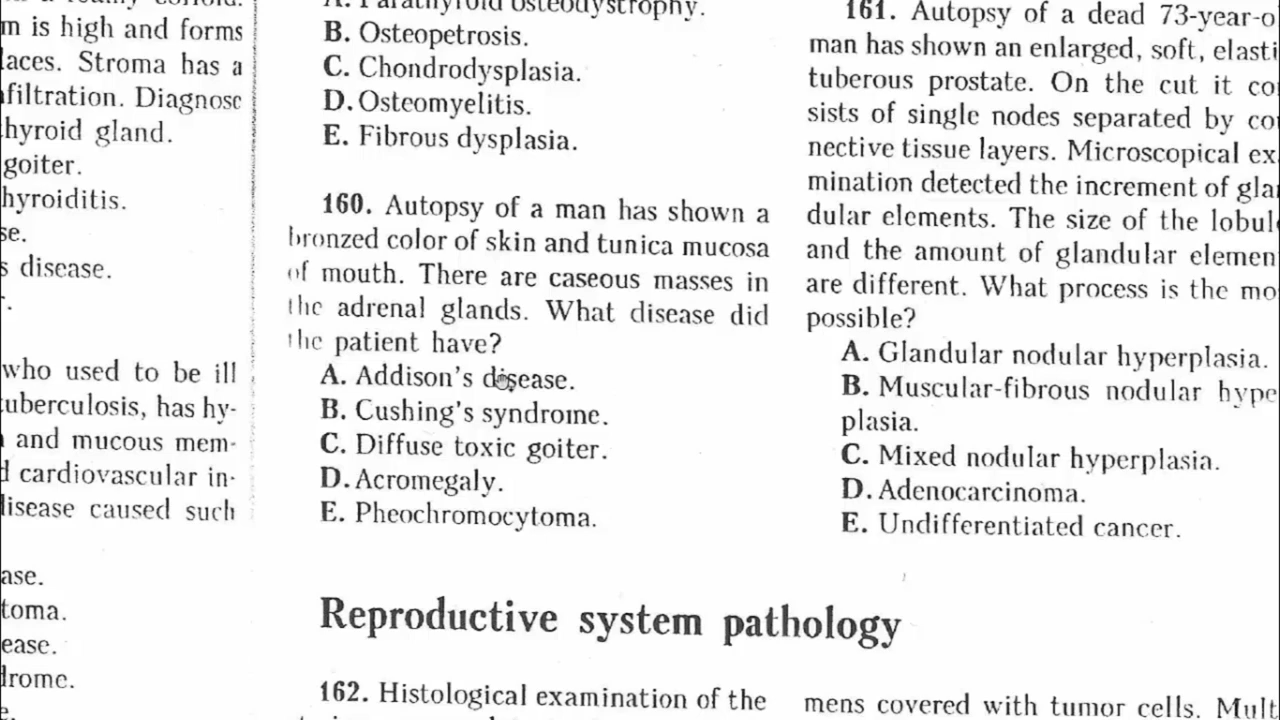 m is high and forms
laces. Stroma has a
filtration. Diagnose
hyroid gland.
goiter.
hyroiditis.
se.
s disease.
who used to be ill
uberculosis, has hy-
and mucous mem-
d cardiovascular in-
disease caused such
ase.
toma.
ease.
drome.
A. Parathyroid osteodystrophy.
B. Osteopetrosis.
C. Chondrodysplasia.
D. Osteomyelitis.
E. Fibrous dysplasia.
160. Autopsy of a man has shown a
bronzed color of skin and tunica mucosa
of mouth. There are caseous masses in
the adrenal glands. What disease did
the patient have?
A. Addison's disease.
B. Cushing's syndrome.
C. Diffuse toxic goiter.
D. Acromegaly.
E. Pheochromocytoma.
161. Autopsy of a dead 73-year-o
man has shown an enlarged, soft, elasti
tuberous prostate. On the cut it co
sists of single nodes separated by co
nective tissue layers. Microscopical ex
mination detected the increment of gla
dular elements. The size of the lobul
and the amount of glandular elemen
are different. What process is the mo
possible?
A. Glandular nodular hyperplasia.
B. Muscular-fibrous nodular hype
plasia.
C. Mixed nodular hyperplasia.
D. Adenocarcinoma.
E. Undifferentiated cancer.
Reproductive system pathology
162. Histological examination of the
mens covered with tumor cells. Mult